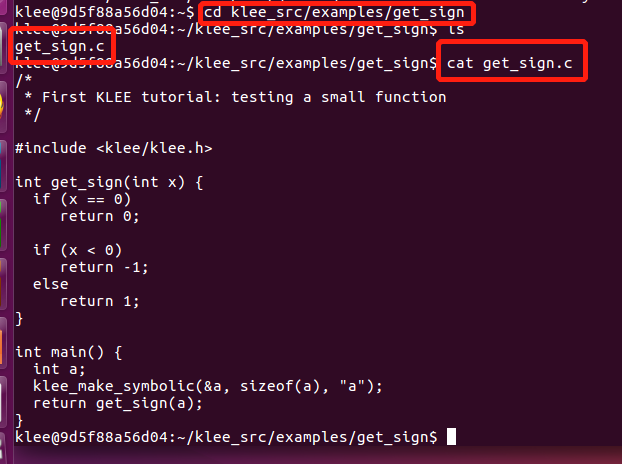 klee@9d5f88a56d04:~$ cd klee_src/examples/get_sign
klee@9d5f88a56d04:~/klee_src/examples/get_sign$ ls
get_sign.c
klee@9d5f88a56d04:~/klee_src/examples/get_sign$ cat get_sign.c
/*
 * First KLEE tutorial: testing a small function
 */

#include <klee/klee.h>

int get_sign(int x) {
  if (x == 0)
     return 0;

  if (x < 0)
     return -1;
  else
     return 1;
}

int main() {
  int a;
  klee_make_symbolic(&a, sizeof(a), "a");
  return get_sign(a);
}
klee@9d5f88a56d04:~/klee_src/examples/get_sign$